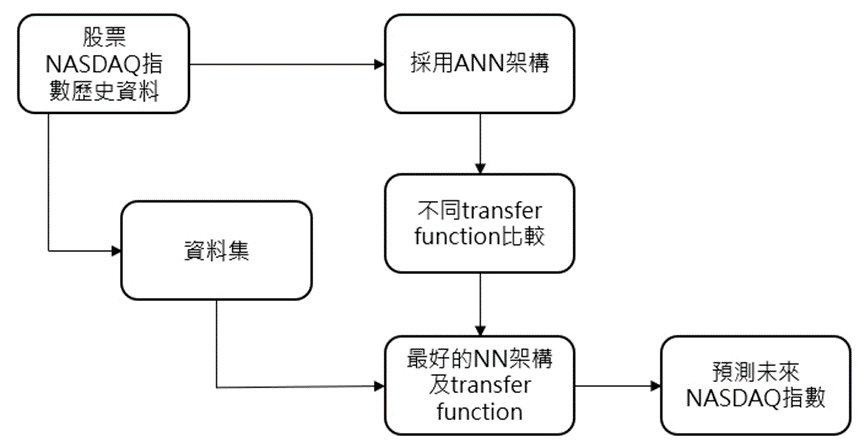 股票
NASDAQ指
數歷史資料
採用ANN架構
不同transfer
function比較
資料集
最好的NN架構
及transfer
function
預測未來
NASDAQ指數